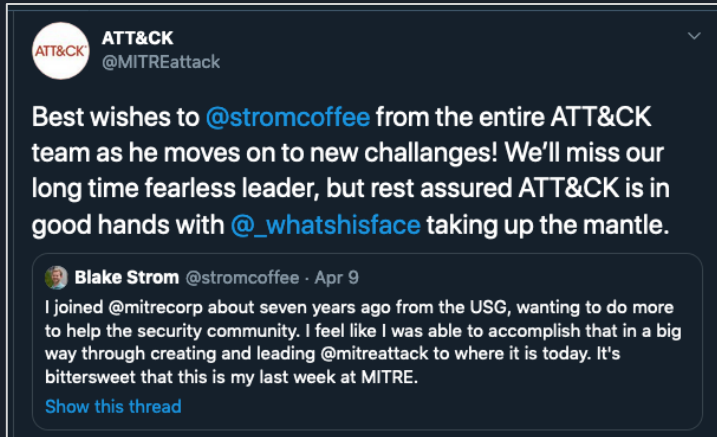 ATT&CK
ATT&CK
@MITREattack
Best wishes to @stromcoffee from the entire ATT&CK
team as he moves on to new challanges! We'll miss our
long time fearless leader, but rest assured ATT&CK is in
good hands with @_whatshisface taking up the mantle.
Blake Strom @stromcoffee · Apr 9
I joined @mitrecorp about seven years ago from the USG, wanting to do more
to help the security community. I feel like I was able to accomplish that in a big
way through creating and leading @mitreattack to where it is today. It's
bittersweet that this is my last week at MITRE.
Show this thread